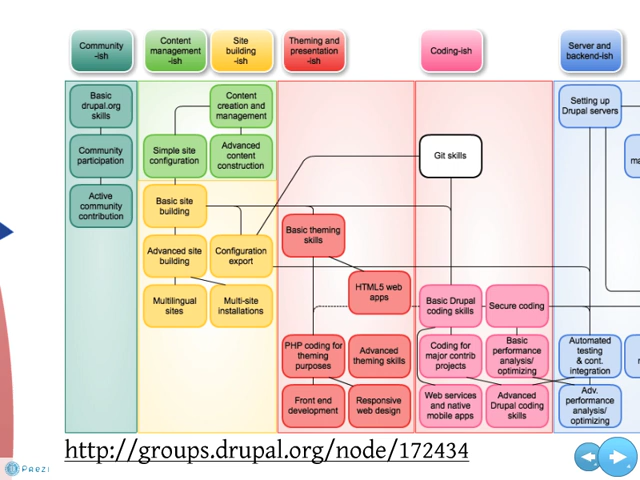 Community
-ish
Content
management
-ish
Site
building
-ish
Theming and
presentation
-ish
Coding-ish
Server and
backend-ish
Basic
drupal.org
skills
Content
creation and
management
Setting up
Drupal servers
Community
participation
Simple site
configuration
Advanced
content
construction
Git skills
Active
community
contribution
Basic site
building
Basic theming
skills
Advanced site
building
Configuration
export
HTML5 web
apps
Multilingual
sites
Multi-site
installations
Basic Drupal
coding skills
Secure coding
PHP coding for
theming
purposes
Advanced
theming skills
Coding for
major contrib
projects
Basic
performance
analysis/
optimizing
Automated
testing
& cont.
integration
Front end
development
Responsive
web design
Web services
and native
mobile apps
Advanced
Drupal coding
skills
Adv.
performance
analysis/
optimizing
http://groups.drupal.org/node/172434
Prezi